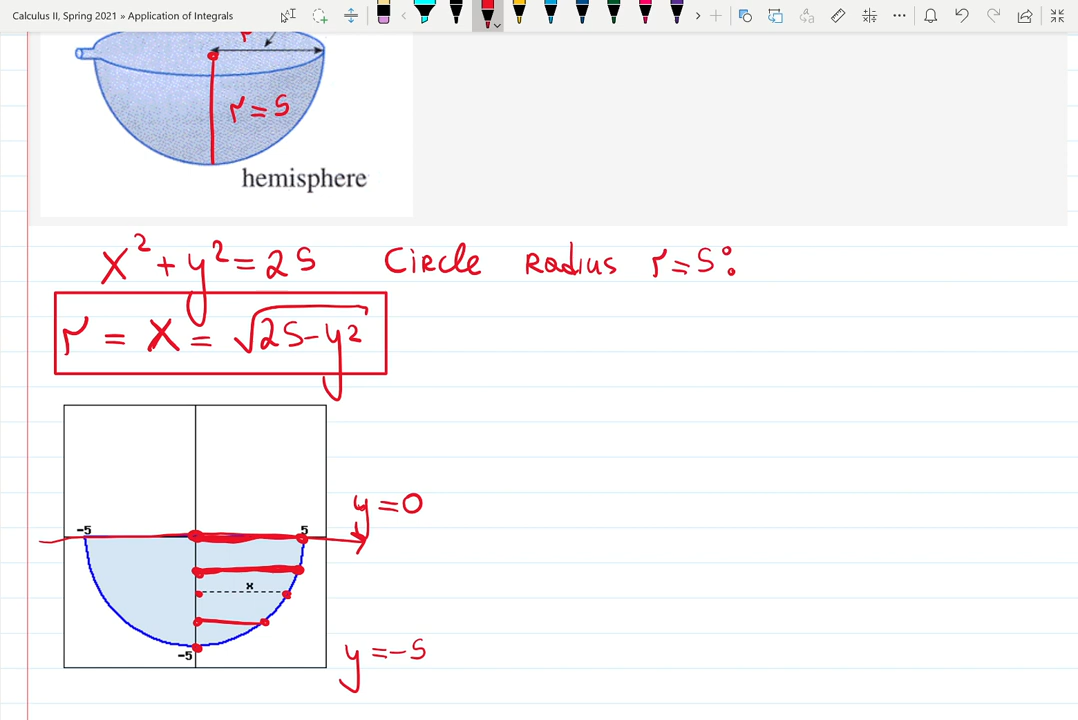 Calculus II, Spring 2021 » Application of Integrals
r
r = 5
hemisphere
x² + y² = 25 Circle Radius r = 5:
r = x = √25-y²
y = 0
-5 5
x
-5
y = -5